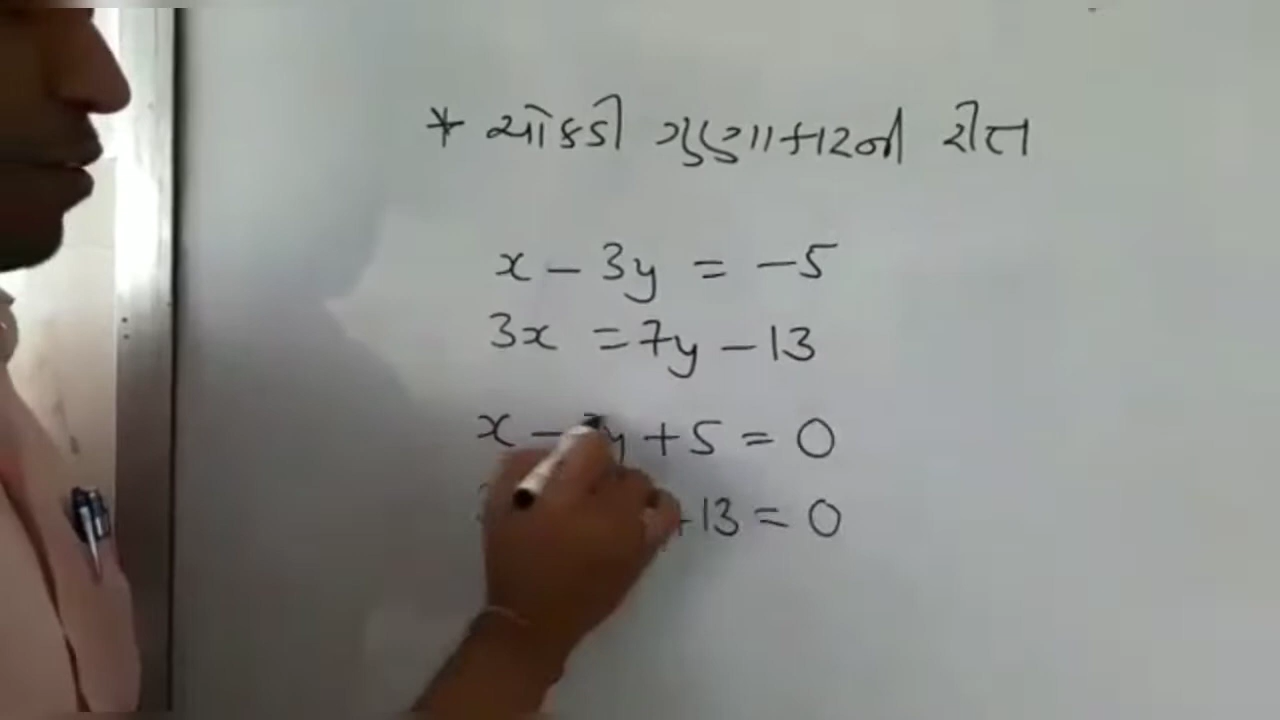 * ચોકડી ગુણાકારની રીત
x - 3y = -5
3x = 7y - 13
x - 3y + 5 = 0
+ 13 = 0